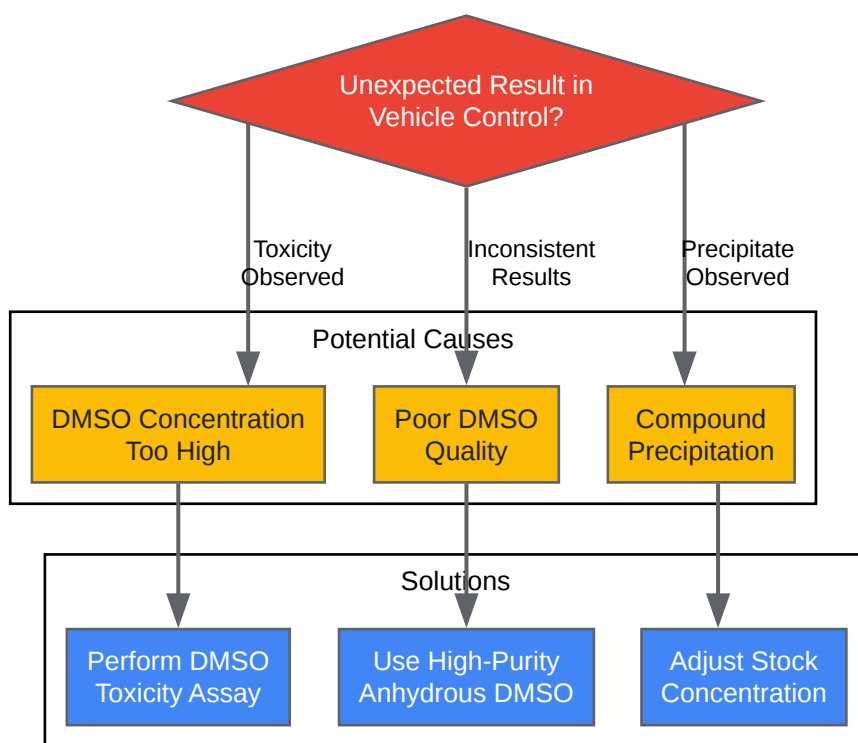 Unexpected Result in
Vehicle Control?
Toxicity
Observed
Inconsistent
Results
Precipitate
Observed
Potential Causes
DMSO Concentration
Too High
Poor DMSO
Quality
Compound
Precipitation
Solutions
Perform DMSO
Toxicity Assay
Use High-Purity
Anhydrous DMSO
Adjust Stock
Concentration